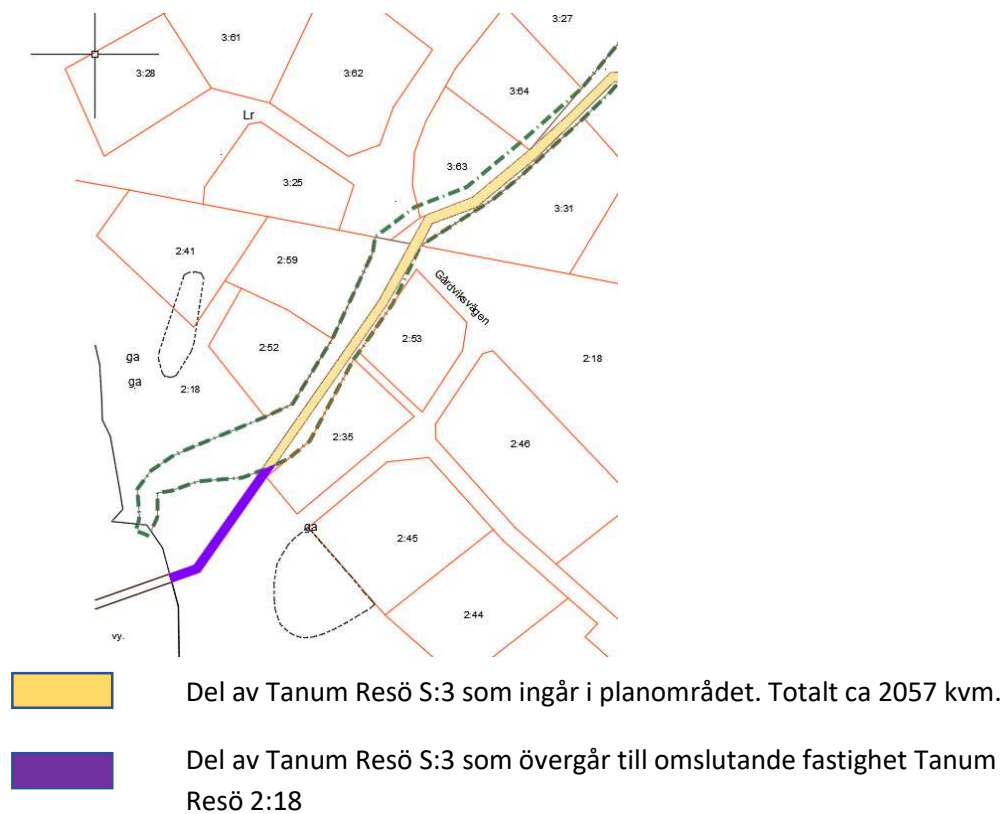 3:27
3:61
3:28
3:62
3:64
Lr
3:63
3:25
3:31
2:41
2:59
Gårdviksvägen
2:53
2:52
2:18
ga
ga
2:18
2:35
2:46
ga
2:45
2:44
vy.
Del av Tanum Resö S:3 som ingår i planområdet. Totalt ca 2057 kvm.
Del av Tanum Resö S:3 som övergår till omslutande fastighet Tanum
Resö 2:18